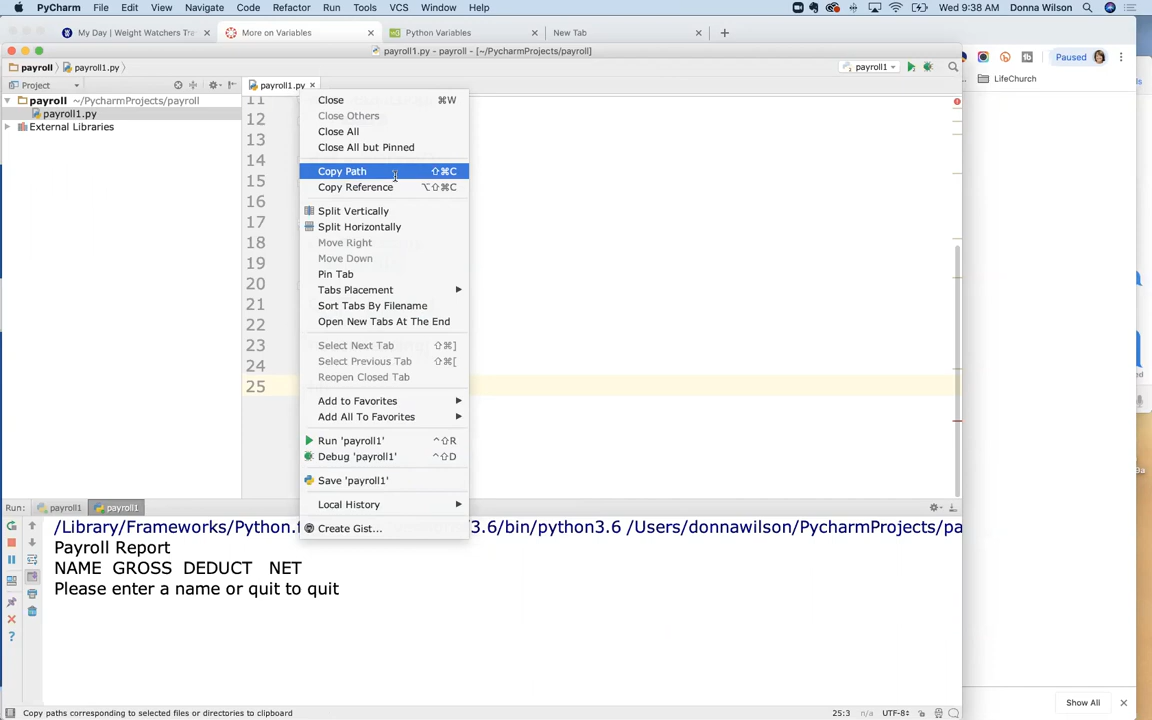 PyCharm File Edit View Navigate Code Refactor Run Tools VCS Window Help Wed 9:38 AM Donna Wilson
My Day | Weight Watchers Tr More on Variables Python Variables New Tab
payroll1.py - payroll - [~/PycharmProjects/payroll]
payroll payroll1.py payroll1 Paused
Project payroll1.py LifeChurch
payroll ~/PycharmProjects/payroll
payroll1.py
External Libraries
11
12
13
14
15
16
17
18
19
20
21
22
23
24
25
Close ⌘W
Close Others
Close All
Close All but Pinned
Copy Path ⇧⌘C
Copy Reference ⌥⇧⌘C
Split Vertically
Split Horizontally
Move Right
Move Down
Pin Tab
Tabs Placement
Sort Tabs By Filename
Open New Tabs At The End
Select Next Tab ⇧⌘]
Select Previous Tab ⇧⌘[
Reopen Closed Tab
Add to Favorites
Add All To Favorites
Run 'payroll1' ^⇧R
Debug 'payroll1' ^⇧D
Save 'payroll1'
Local History
Create Gist...
Run: payroll1 payroll1
/Library/Frameworks/Python.f 3.6/bin/python3.6 /Users/donnawilson/PycharmProjects/pa
Payroll Report
NAME GROSS DEDUCT NET
Please enter a name or quit to quit
Show All
Copy paths corresponding to selected files or directories to clipboard 25:3 n/a UTF-8